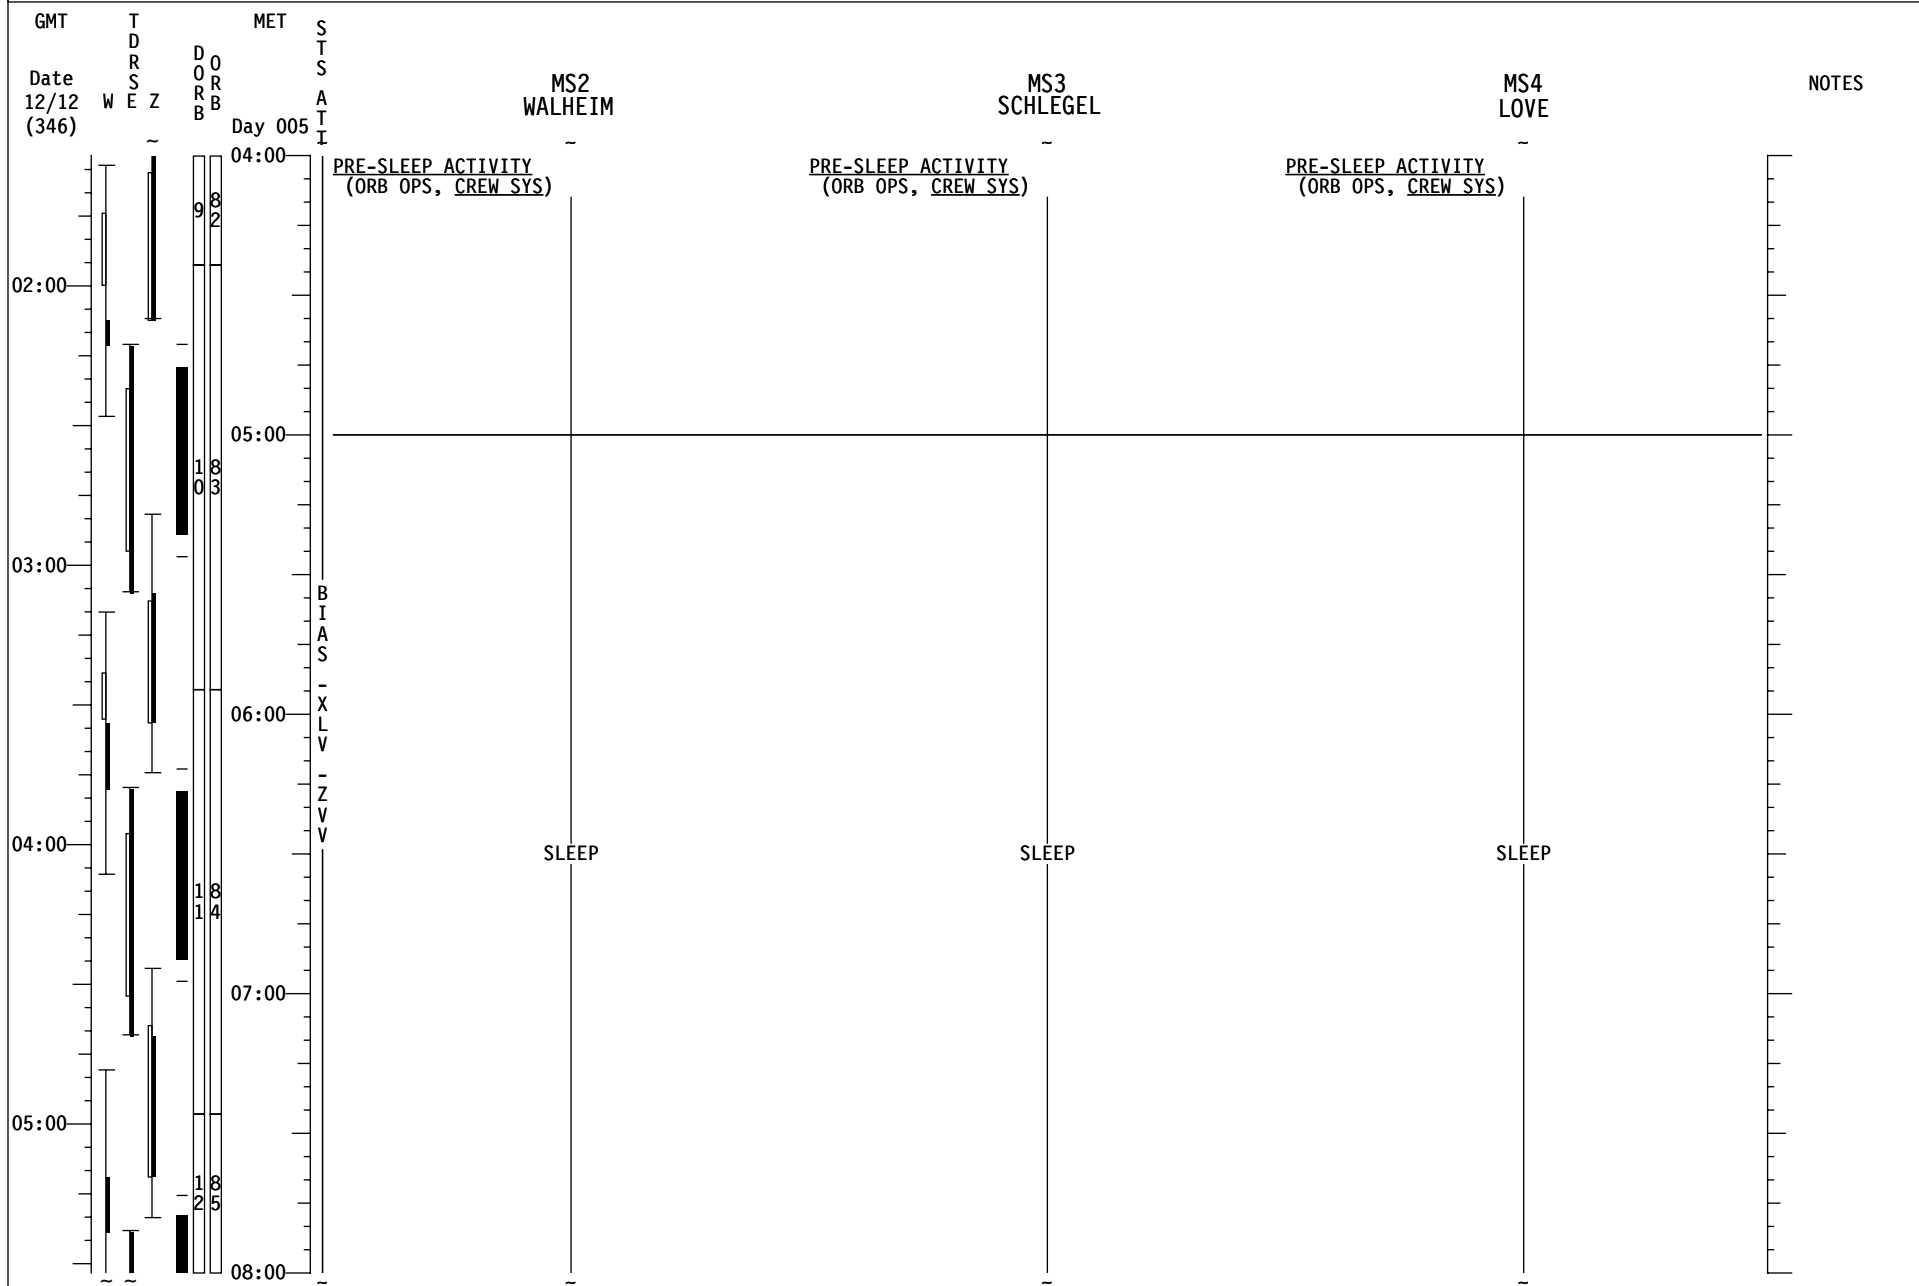 GMT
TDRS
MET
STS ATT
DORB
ORB
Date
12/12
(346)
W E Z
Day 005
MS2
WALHEIM
MS3
SCHLEGEL
MS4
LOVE
NOTES
~ ~ ~ ~
04:00
PRE-SLEEP ACTIVITY
(ORB OPS, CREW SYS)
PRE-SLEEP ACTIVITY
(ORB OPS, CREW SYS)
PRE-SLEEP ACTIVITY
(ORB OPS, CREW SYS)
9
82
02:00
05:00
10
83
03:00
BIAS -XLV -ZVV
06:00
04:00
SLEEP
SLEEP
SLEEP
11
84
07:00
05:00
12
85
08:00
~ ~ ~ ~ ~ ~